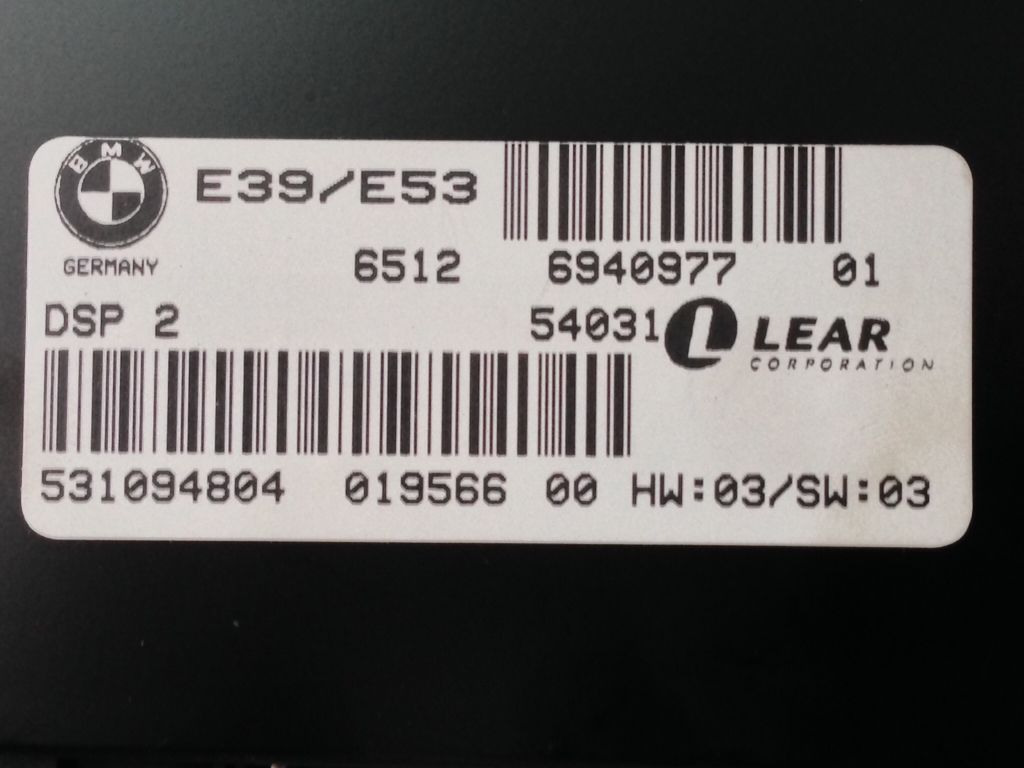 BMW E39/E53
GERMANY 6512 6940977 01
DSP 2 54031 L LEAR
CORPORATION
531094804 019566 00 HW:03/SW:03